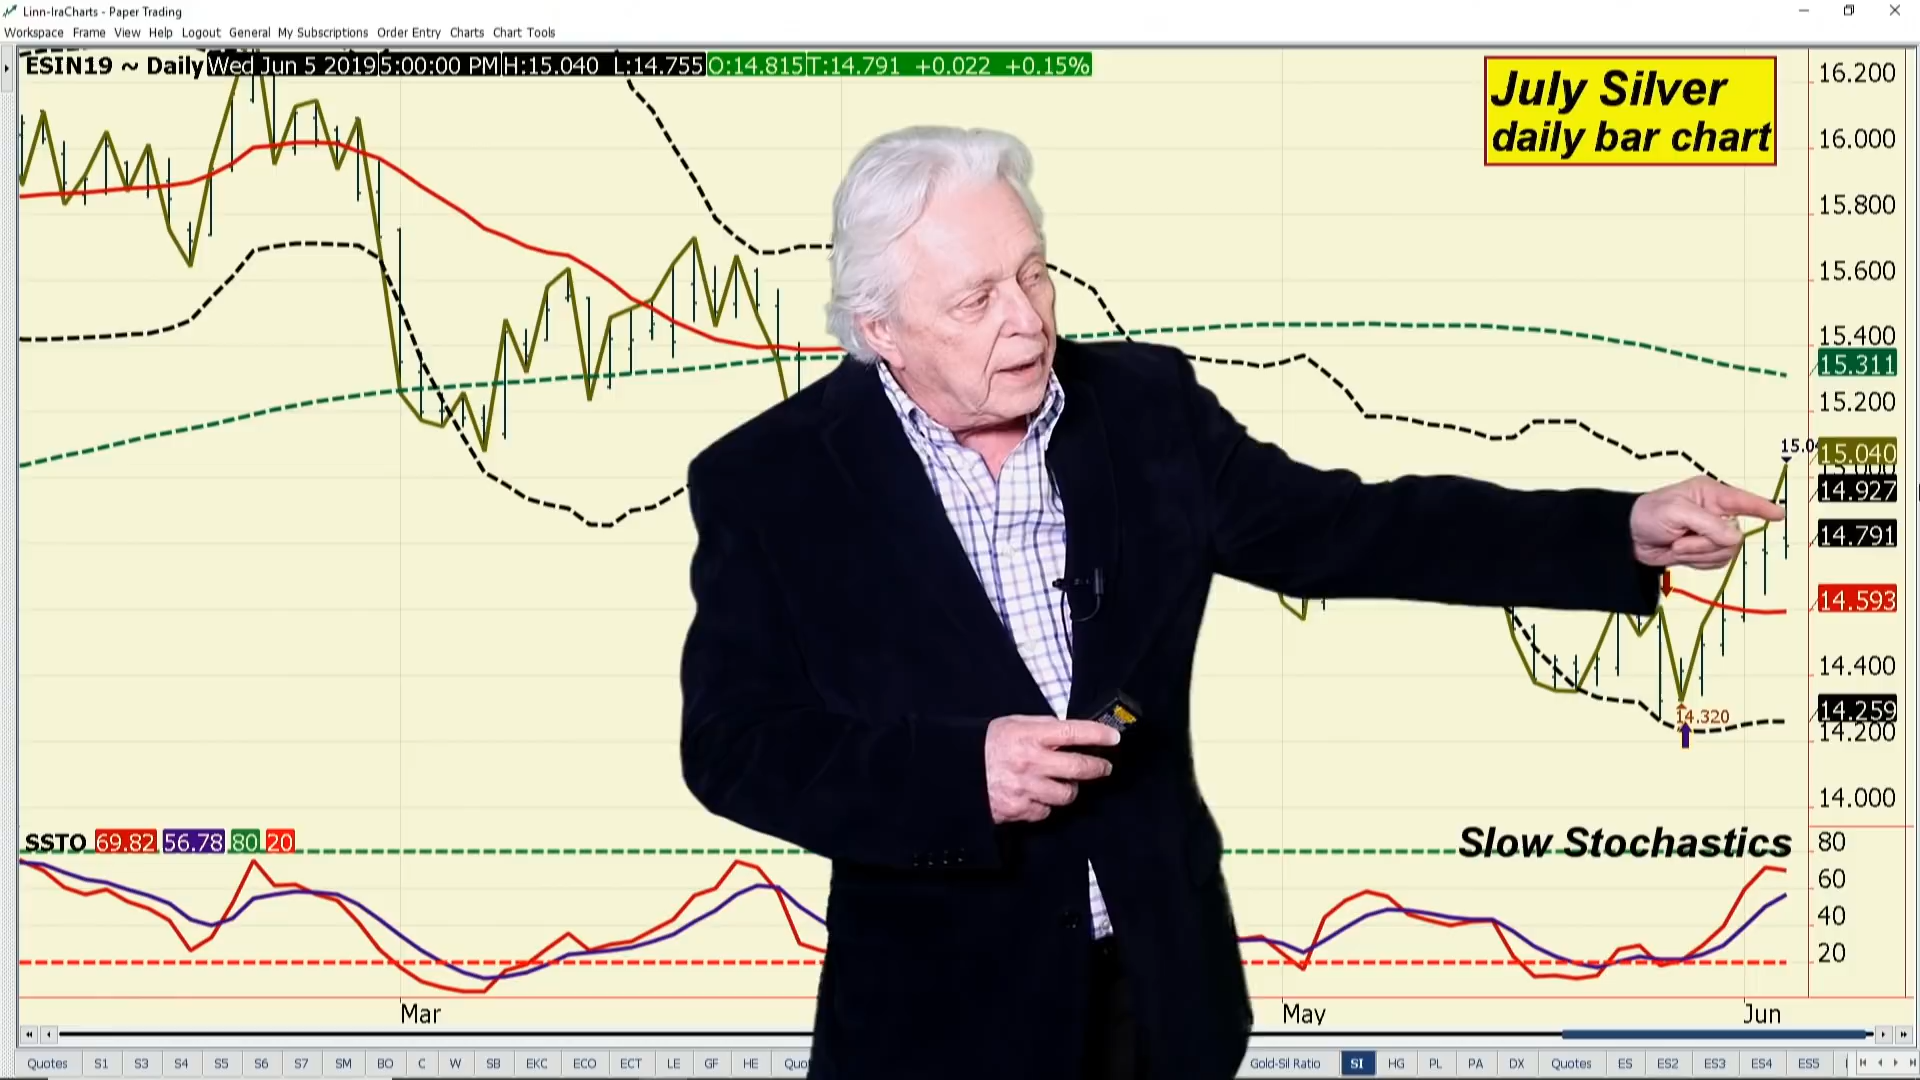 Linn-IraCharts - Paper Trading
Workspace Frame View Help Logout General My Subscriptions Order Entry Charts Chart Tools
ESIN19 ~ Daily Wed Jun 5 2019 5:00:00 PM H:15.040 L:14.755 O:14.815 T:14.791 +0.022 +0.15%
July Silver
daily bar chart
16.200
16.000
15.800
15.600
15.400
15.311
15.200
15.040
14.927
14.791
14.593
14.400
14.320
14.259
14.200
14.000
SSTO 69.82 56.78 80 20
Slow Stochastics
80
60
40
20
Mar May Jun
Quotes S1 S3 S4 S5 S6 S7 SM BO C W SB EKC ECO ECT LE GF HE Gold-Sil Ratio SI HG PL PA DX Quotes ES ES2 ES3 ES4 ES5